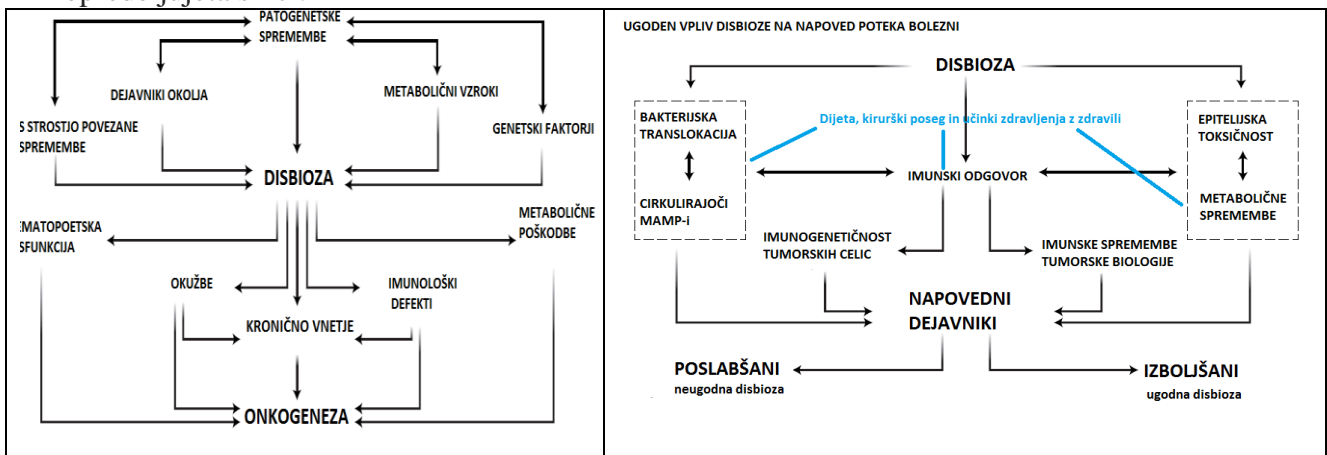 PATOGENETSKE
SPREMEMBE
DEJAVNIKI OKOLJA
METABOLIČNI VZROKI
S STROSTJO POVEZANE
SPREMEMBE
GENETSKI FAKTORJI
DISBIOZA
EMATOPOETSKA
SFUNKCIJA
METABOLIČNE
POŠKODBE
OKUŽBE
IMUNOLOŠKI
DEFEKTI
KRONIČNO VNETJE
ONKOGENEZA
UGODEN VPLIV DISBIOZE NA NAPOVED POTEKA BOLEZNI
DISBIOZA
BAKTERIJSKA
TRANSLOKACIJA
Dijeta, kirurški poseg in učinki zdravljenja z zdravili
EPITELIJSKA
TOKSIČNOST
IMUNSKI ODGOVOR
CIRKULIRAJOČI
MAMP-i
METABOLIČNE
SPREMEMBE
IMUNOGENETIČNOST
TUMORSKIH CELIC
IMUNSKE SPREMEMBE
TUMORSKE BIOLOGIJE
NAPOVEDNI
DEJAVNIKI
POSLABŠANI
neugodna disbioza
IZBOLJŠANI
ugodna disbioza